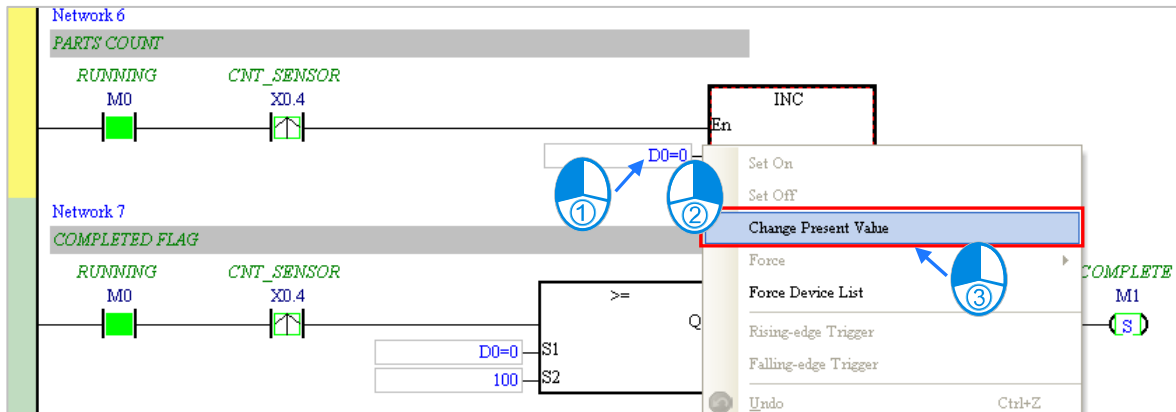 Network 6
PARTS COUNT
RUNNING CNT_SENSOR
M0 X0.4
INC
En
D0=0
Set On
① ② Set Off
Network 7
Change Present Value
COMPLETED FLAG
Force
RUNNING CNT_SENSOR COMPLETE
M0 X0.4 >= Force Device List ③ M1
Q S
Rising-edge Trigger
D0=0 S1
Falling-edge Trigger
100 S2
Undo Ctrl+Z